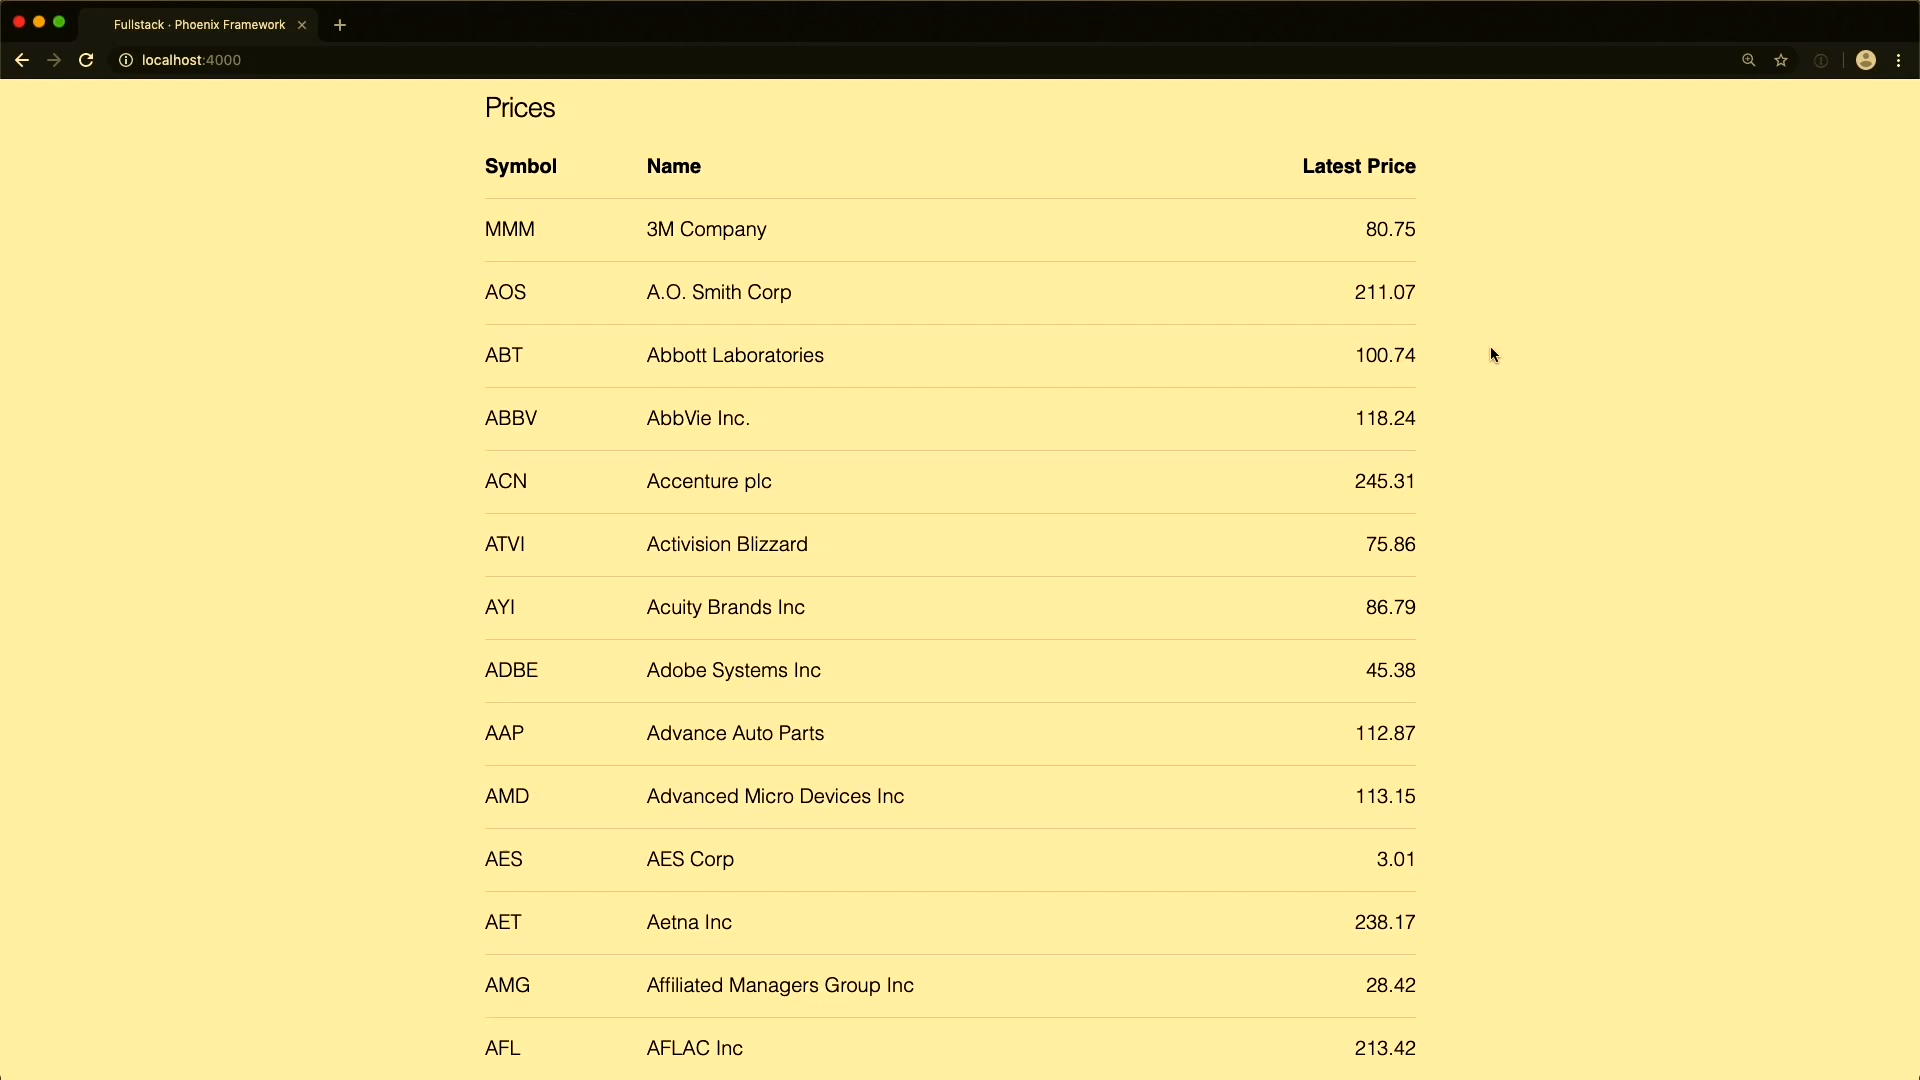 Fullstack · Phoenix Framework
localhost:4000
Prices
Symbol Name Latest Price
MMM 3M Company 80.75
AOS A.O. Smith Corp 211.07
ABT Abbott Laboratories 100.74
ABBV AbbVie Inc. 118.24
ACN Accenture plc 245.31
ATVI Activision Blizzard 75.86
AYI Acuity Brands Inc 86.79
ADBE Adobe Systems Inc 45.38
AAP Advance Auto Parts 112.87
AMD Advanced Micro Devices Inc 113.15
AES AES Corp 3.01
AET Aetna Inc 238.17
AMG Affiliated Managers Group Inc 28.42
AFL AFLAC Inc 213.42